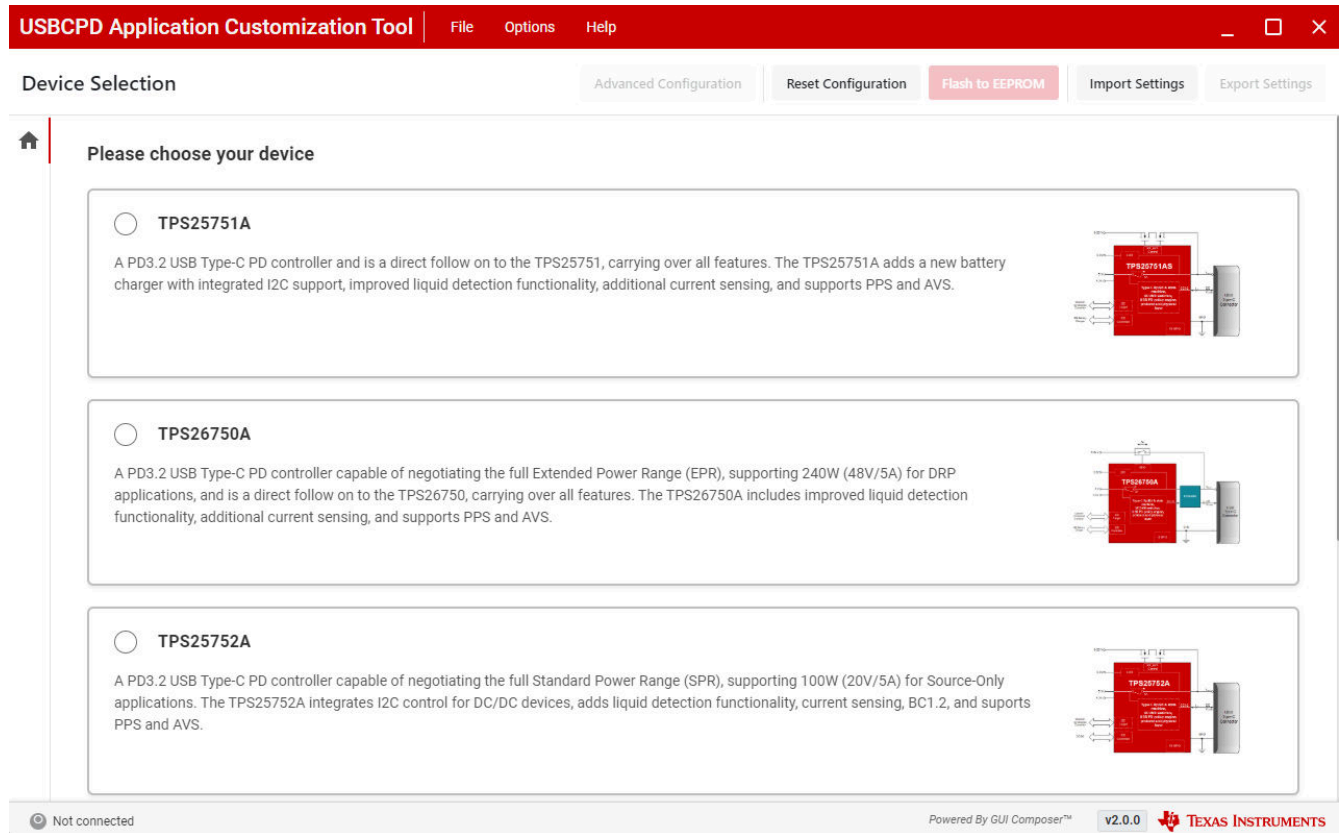 USBCPD Application Customization Tool File Options Help
Device Selection Advanced Configuration Reset Configuration Flash to EEPROM Import Settings Export Settings
Please choose your device
TPS25751A
A PD3.2 USB Type-C PD controller and is a direct follow on to the TPS25751, carrying over all features. The TPS25751A adds a new battery
charger with integrated I2C support, improved liquid detection functionality, additional current sensing, and supports PPS and AVS.
TPS25751AS
TPS26750A
A PD3.2 USB Type-C PD controller capable of negotiating the full Extended Power Range (EPR), supporting 240W (48V/5A) for DRP
applications, and is a direct follow on to the TPS26750, carrying over all features. The TPS26750A includes improved liquid detection
functionality, additional current sensing, and supports PPS and AVS.
TPS26750A
TPS25752A
A PD3.2 USB Type-C PD controller capable of negotiating the full Standard Power Range (SPR), supporting 100W (20V/5A) for Source-Only
applications. The TPS25752A integrates I2C control for DC/DC devices, adds liquid detection functionality, current sensing, BC1.2, and suports
PPS and AVS.
TPS25752A
Not connected Powered By GUI Composer™ v2.0.0 TEXAS INSTRUMENTS